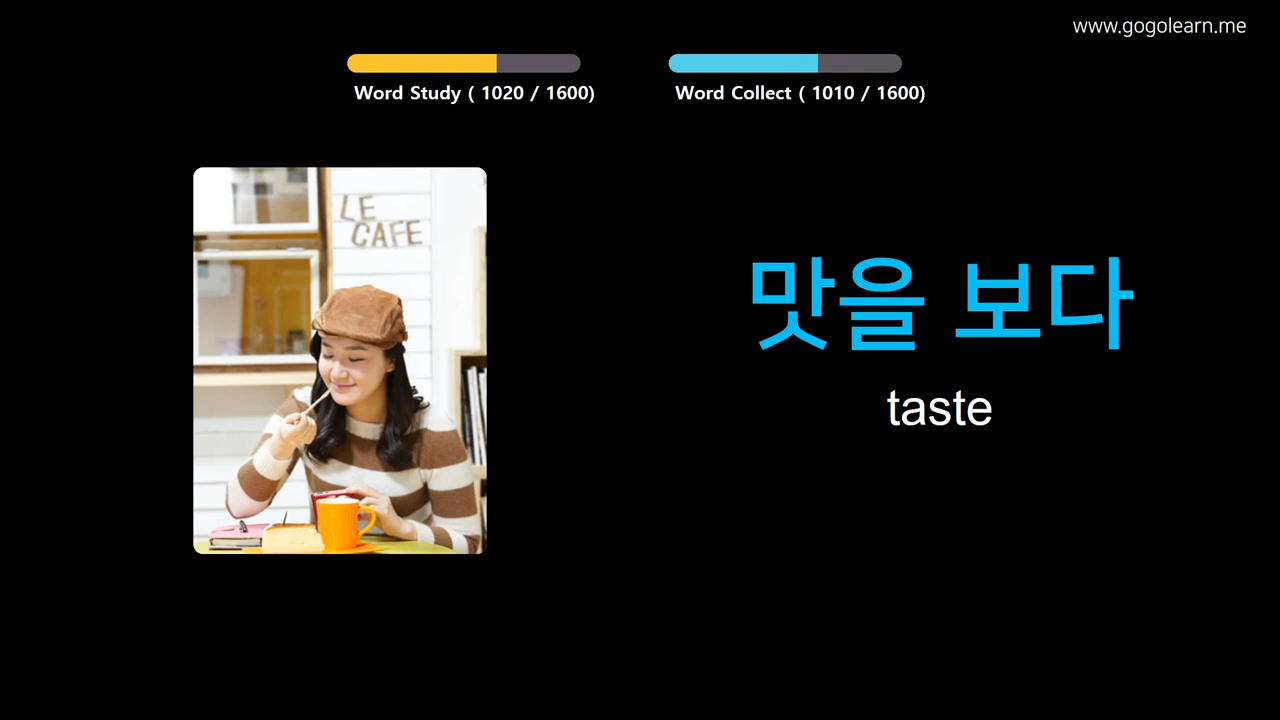 www.gogolearn.me
Word Study ( 1020 / 1600)
Word Collect ( 1010 / 1600)
LE
CAFE
맛을 보다
taste